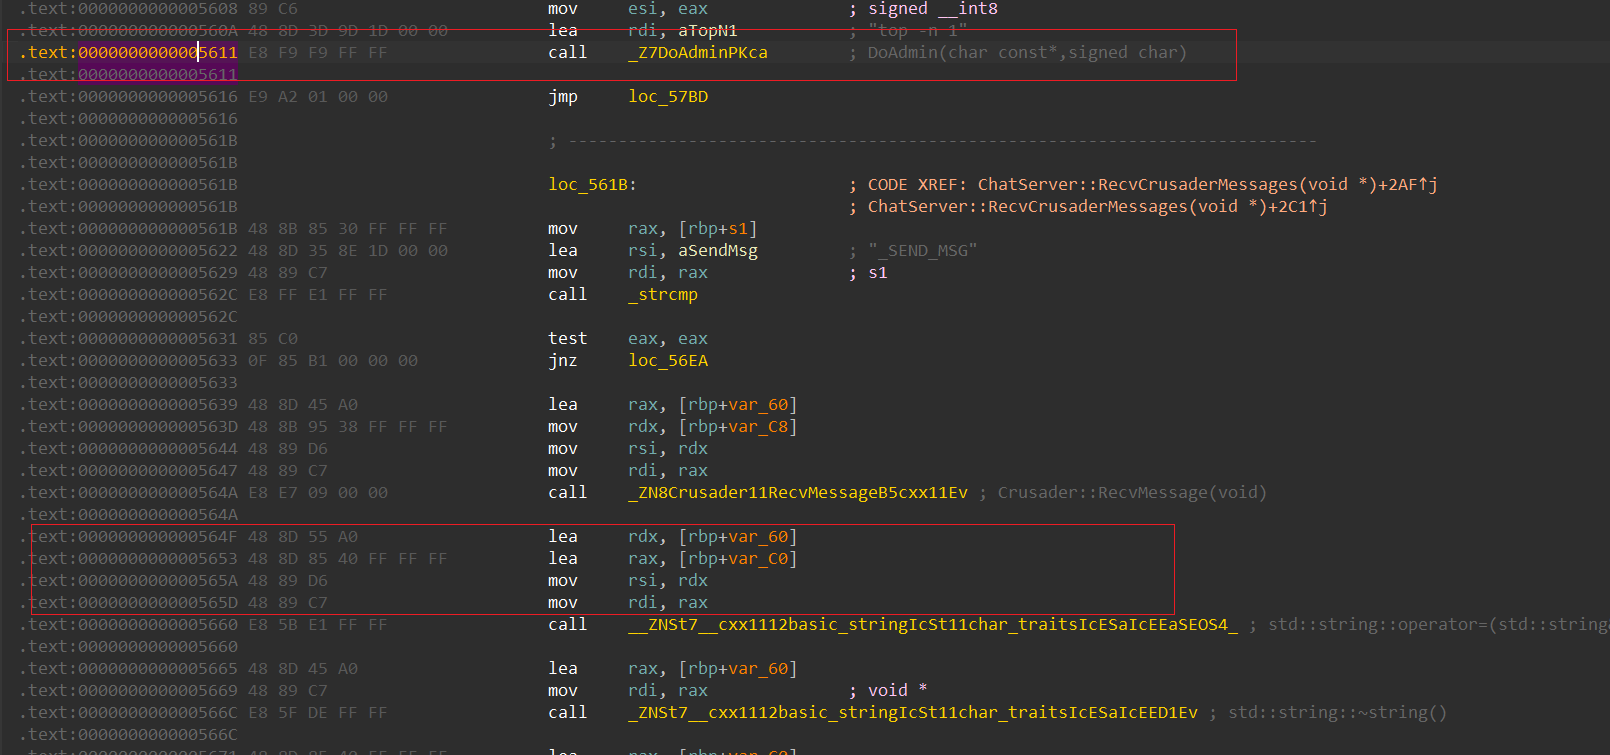 .text:0000000000005608 89 C6 mov esi, eax ; signed __int8
.text:000000000000560A 48 8D 3D 9D 1D 00 00 lea rdi, aTopN1 ; "top -n 1"
.text:0000000000005611 E8 F9 F9 FF FF call _Z7DoAdminPKca ; DoAdmin(char const*,signed char)
.text:0000000000005611
.text:0000000000005616 E9 A2 01 00 00 jmp loc_57BD
.text:0000000000005616
.text:000000000000561B ; ---------------------------------------------------------------------------
.text:000000000000561B
.text:000000000000561B loc_561B: ; CODE XREF: ChatServer::RecvCrusaderMessages(void *)+2AF↑j
.text:000000000000561B ; ChatServer::RecvCrusaderMessages(void *)+2C1↑j
.text:000000000000561B 48 8B 85 30 FF FF FF mov rax, [rbp+s1]
.text:0000000000005622 48 8D 35 8E 1D 00 00 lea rsi, aSendMsg ; "_SEND_MSG"
.text:0000000000005629 48 89 C7 mov rdi, rax ; s1
.text:000000000000562C E8 FF E1 FF FF call _strcmp
.text:000000000000562C
.text:0000000000005631 85 C0 test eax, eax
.text:0000000000005633 0F 85 B1 00 00 00 jnz loc_56EA
.text:0000000000005633
.text:0000000000005639 48 8D 45 A0 lea rax, [rbp+var_60]
.text:000000000000563D 48 8B 95 38 FF FF FF mov rdx, [rbp+var_C8]
.text:0000000000005644 48 89 D6 mov rsi, rdx
.text:0000000000005647 48 89 C7 mov rdi, rax
.text:000000000000564A E8 E7 09 00 00 call _ZN8Crusader11RecvMessageB5cxx11Ev ; Crusader::RecvMessage(void)
.text:000000000000564A
.text:000000000000564F 48 8D 55 A0 lea rdx, [rbp+var_60]
.text:0000000000005653 48 8D 85 40 FF FF FF lea rax, [rbp+var_C0]
.text:000000000000565A 48 89 D6 mov rsi, rdx
.text:000000000000565D 48 89 C7 mov rdi, rax
.text:0000000000005660 E8 5B E1 FF FF call __ZNSt7__cxx1112basic_stringIcSt11char_traitsIcESaIcEEaSEOS4_ ; std::string::operator=(std::string&
.text:0000000000005660
.text:0000000000005665 48 8D 45 A0 lea rax, [rbp+var_60]
.text:0000000000005669 48 89 C7 mov rdi, rax ; void *
.text:000000000000566C E8 5F DE FF FF call _ZNSt7__cxx1112basic_stringIcSt11char_traitsIcESaIcEED1Ev ; std::string::~string()
.text:000000000000566C